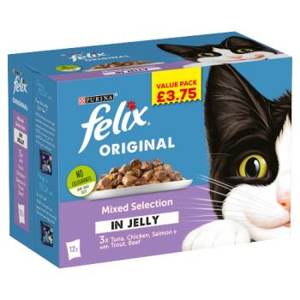 VALUE PACK
£3.75
PURINA
felix
ORIGINAL
NO
Mixed Selection
IN JELLY
3x Tuna, Chicken, Salmon &
with Trout, Beef
12x